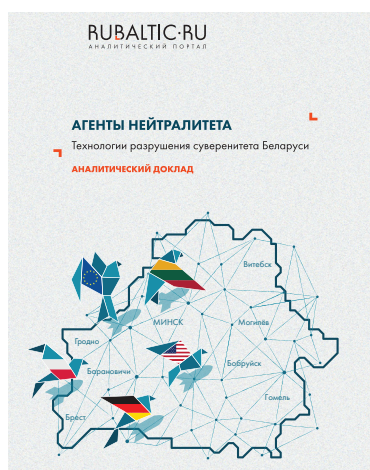 RUBALTIC·RU
АНАЛИТИЧЕСКИЙ ПОРТАЛ
АГЕНТЫ НЕЙТРАЛИТЕТА
Технологии разрушения суверенитета Беларуси
АНАЛИТИЧЕСКИЙ ДОКЛАД
Витебск
МИНСК
Могилёв
Гродно
Барановичи
Бобруйск
Гомель
Брест